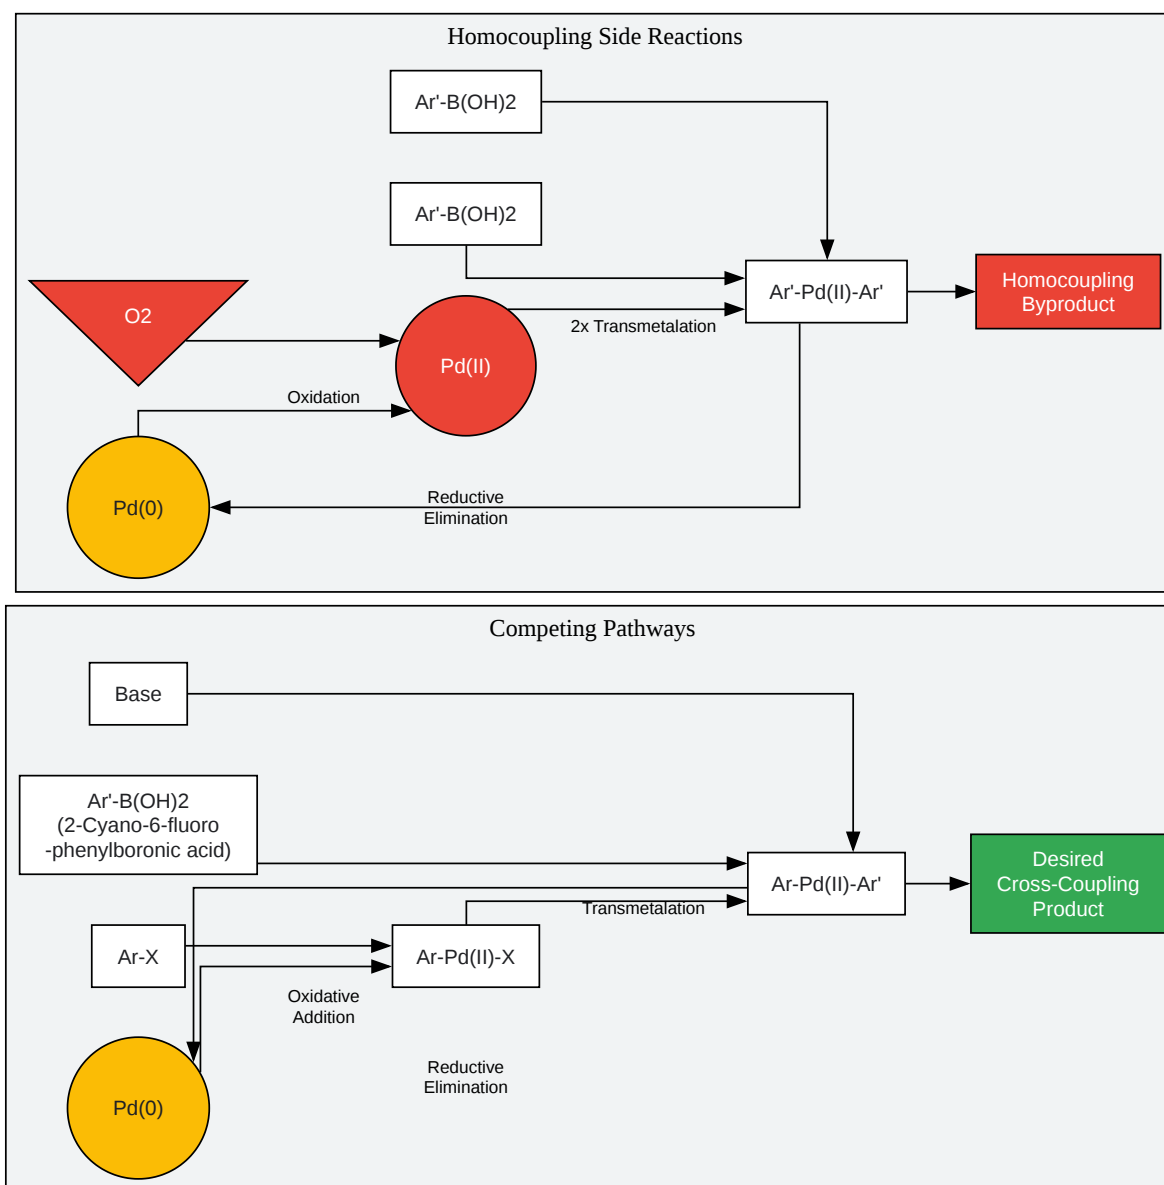 Homocoupling Side Reactions
Ar'-B(OH)2
Ar'-B(OH)2
O2
Ar'-Pd(II)-Ar'
Homocoupling
Byproduct
2x Transmetalation
Pd(II)
Oxidation
Pd(0)
Reductive
Elimination
Competing Pathways
Base
Ar'-B(OH)2
(2-Cyano-6-fluoro
-phenylboronic acid)
Ar-Pd(II)-Ar'
Desired
Cross-Coupling
Product
Transmetalation
Ar-X
Ar-Pd(II)-X
Oxidative
Addition
Reductive
Elimination
Pd(0)